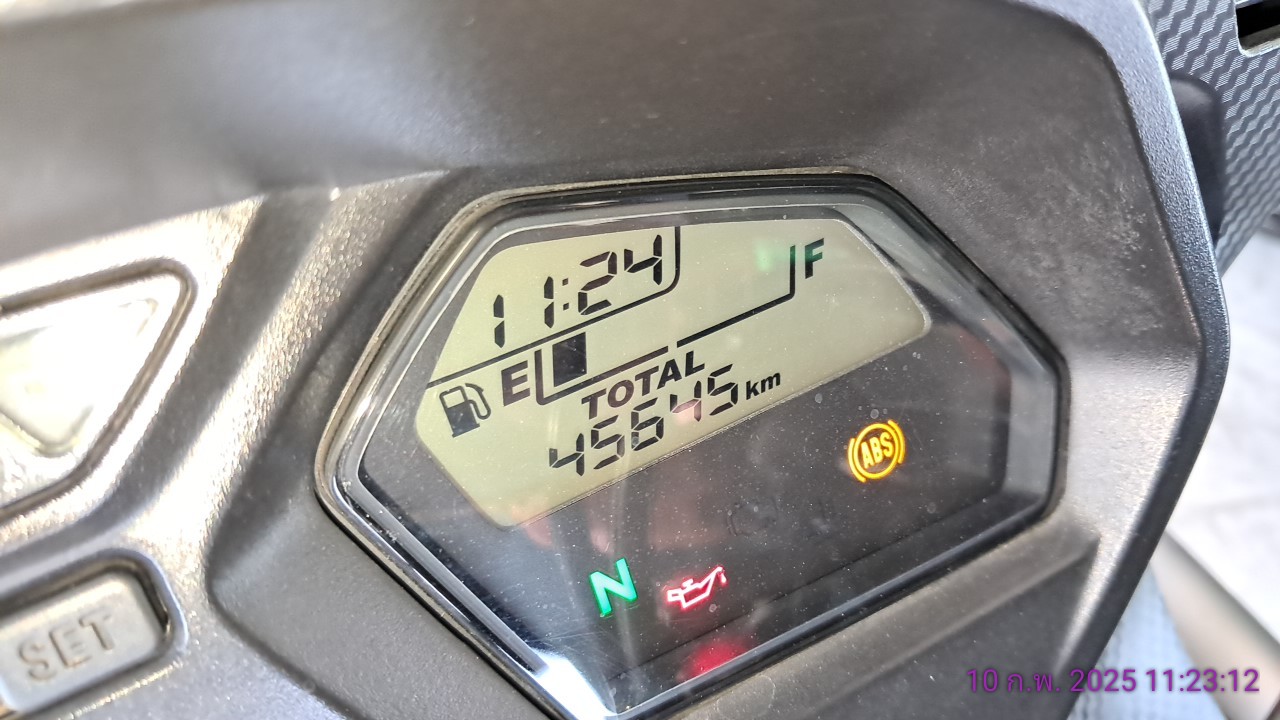 11:24
F
E
TOTAL
45645 km
ABS
N
SET
10 ก.พ. 2025 11:23:12